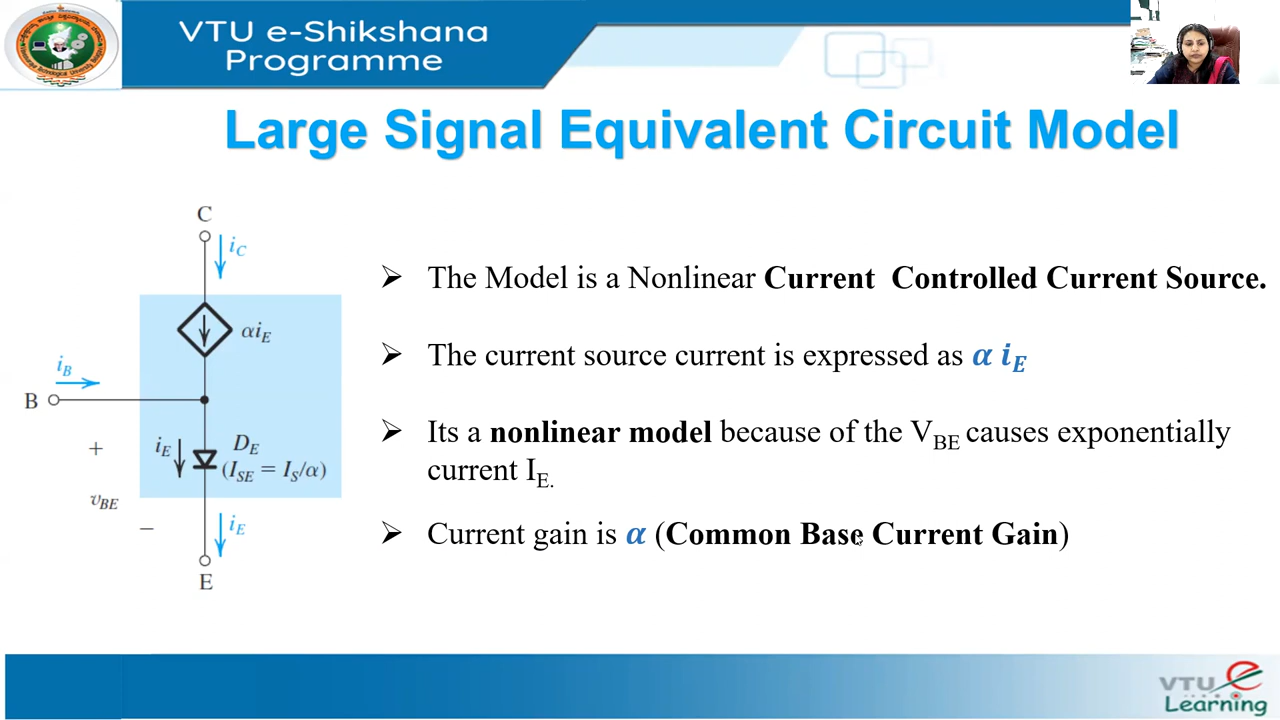 VTU e-Shikshana
Programme
Large Signal Equivalent Circuit Model
C
iC
αiE
iB
B
+
iE
DE
(ISE = IS/α)
vBE
−
iE
E
➢ The Model is a Nonlinear Current Controlled Current Source.
➢ The current source current is expressed as α iE
➢ Its a nonlinear model because of the VBE causes exponentially
current IE.
➢ Current gain is α (Common Base Current Gain)
VTU e
Learning